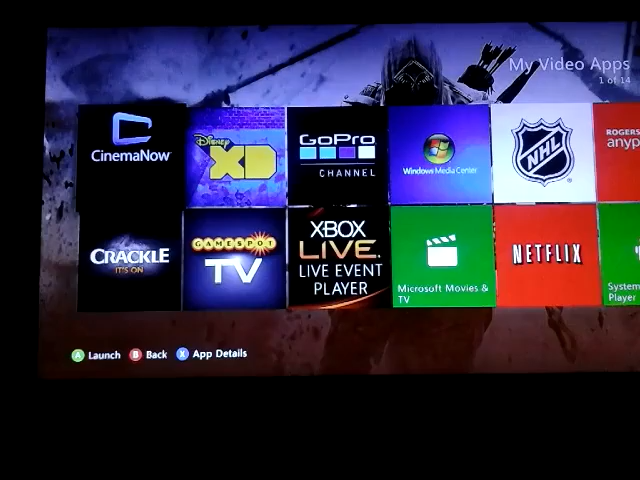 My Video Apps
1 of 14
CinemaNow
Disney
XD
GoPro
CHANNEL
Windows Media Center
NHL
ROGERS
anyp
CRACKLE
IT'S ON
GAMESPOT
TV
XBOX
LIVE
LIVE EVENT
PLAYER
Microsoft Movies &
TV
NETFLIX
System
Player
A Launch B Back X App Details